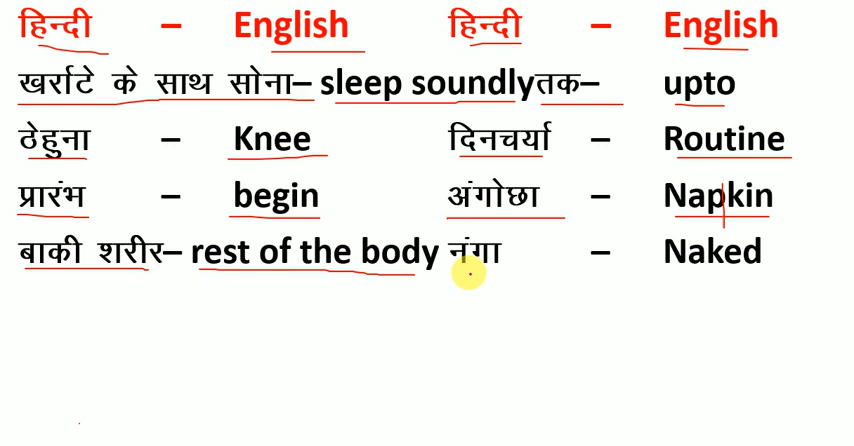 हिन्दी – English हिन्दी – English
खर्राटे के साथ सोना– sleep soundly तक– upto
ठेहुना – Knee दिनचर्या – Routine
प्रारंभ – begin अंगोछा – Napkin
बाकी शरीर– rest of the body नंगा – Naked